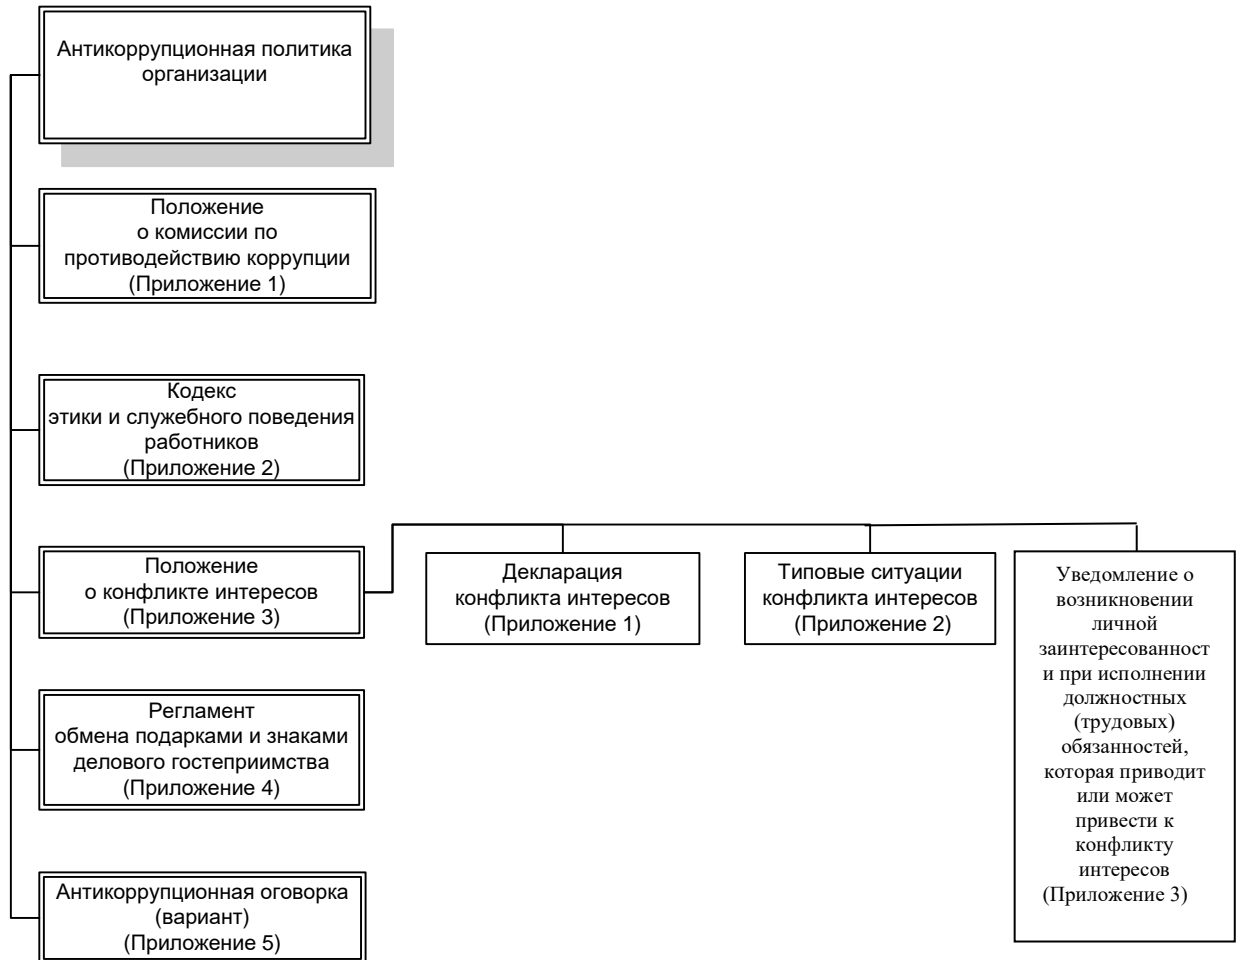 Антикоррупционная политика
организации
Положение
о комиссии по
противодействию коррупции
(Приложение 1)
Кодекс
этики и служебного поведения
работников
(Приложение 2)
Положение
о конфликте интересов
(Приложение 3)
Декларация
конфликта интересов
(Приложение 1)
Типовые ситуации
конфликта интересов
(Приложение 2)
Уведомление о
возникновении
личной
заинтересованност
и при исполнении
должностных
(трудовых)
обязанностей,
которая приводит
или может
привести к
конфликту
интересов
(Приложение 3)
Регламент
обмена подарками и знаками
делового гостеприимства
(Приложение 4)
Антикоррупционная оговорка
(вариант)
(Приложение 5)